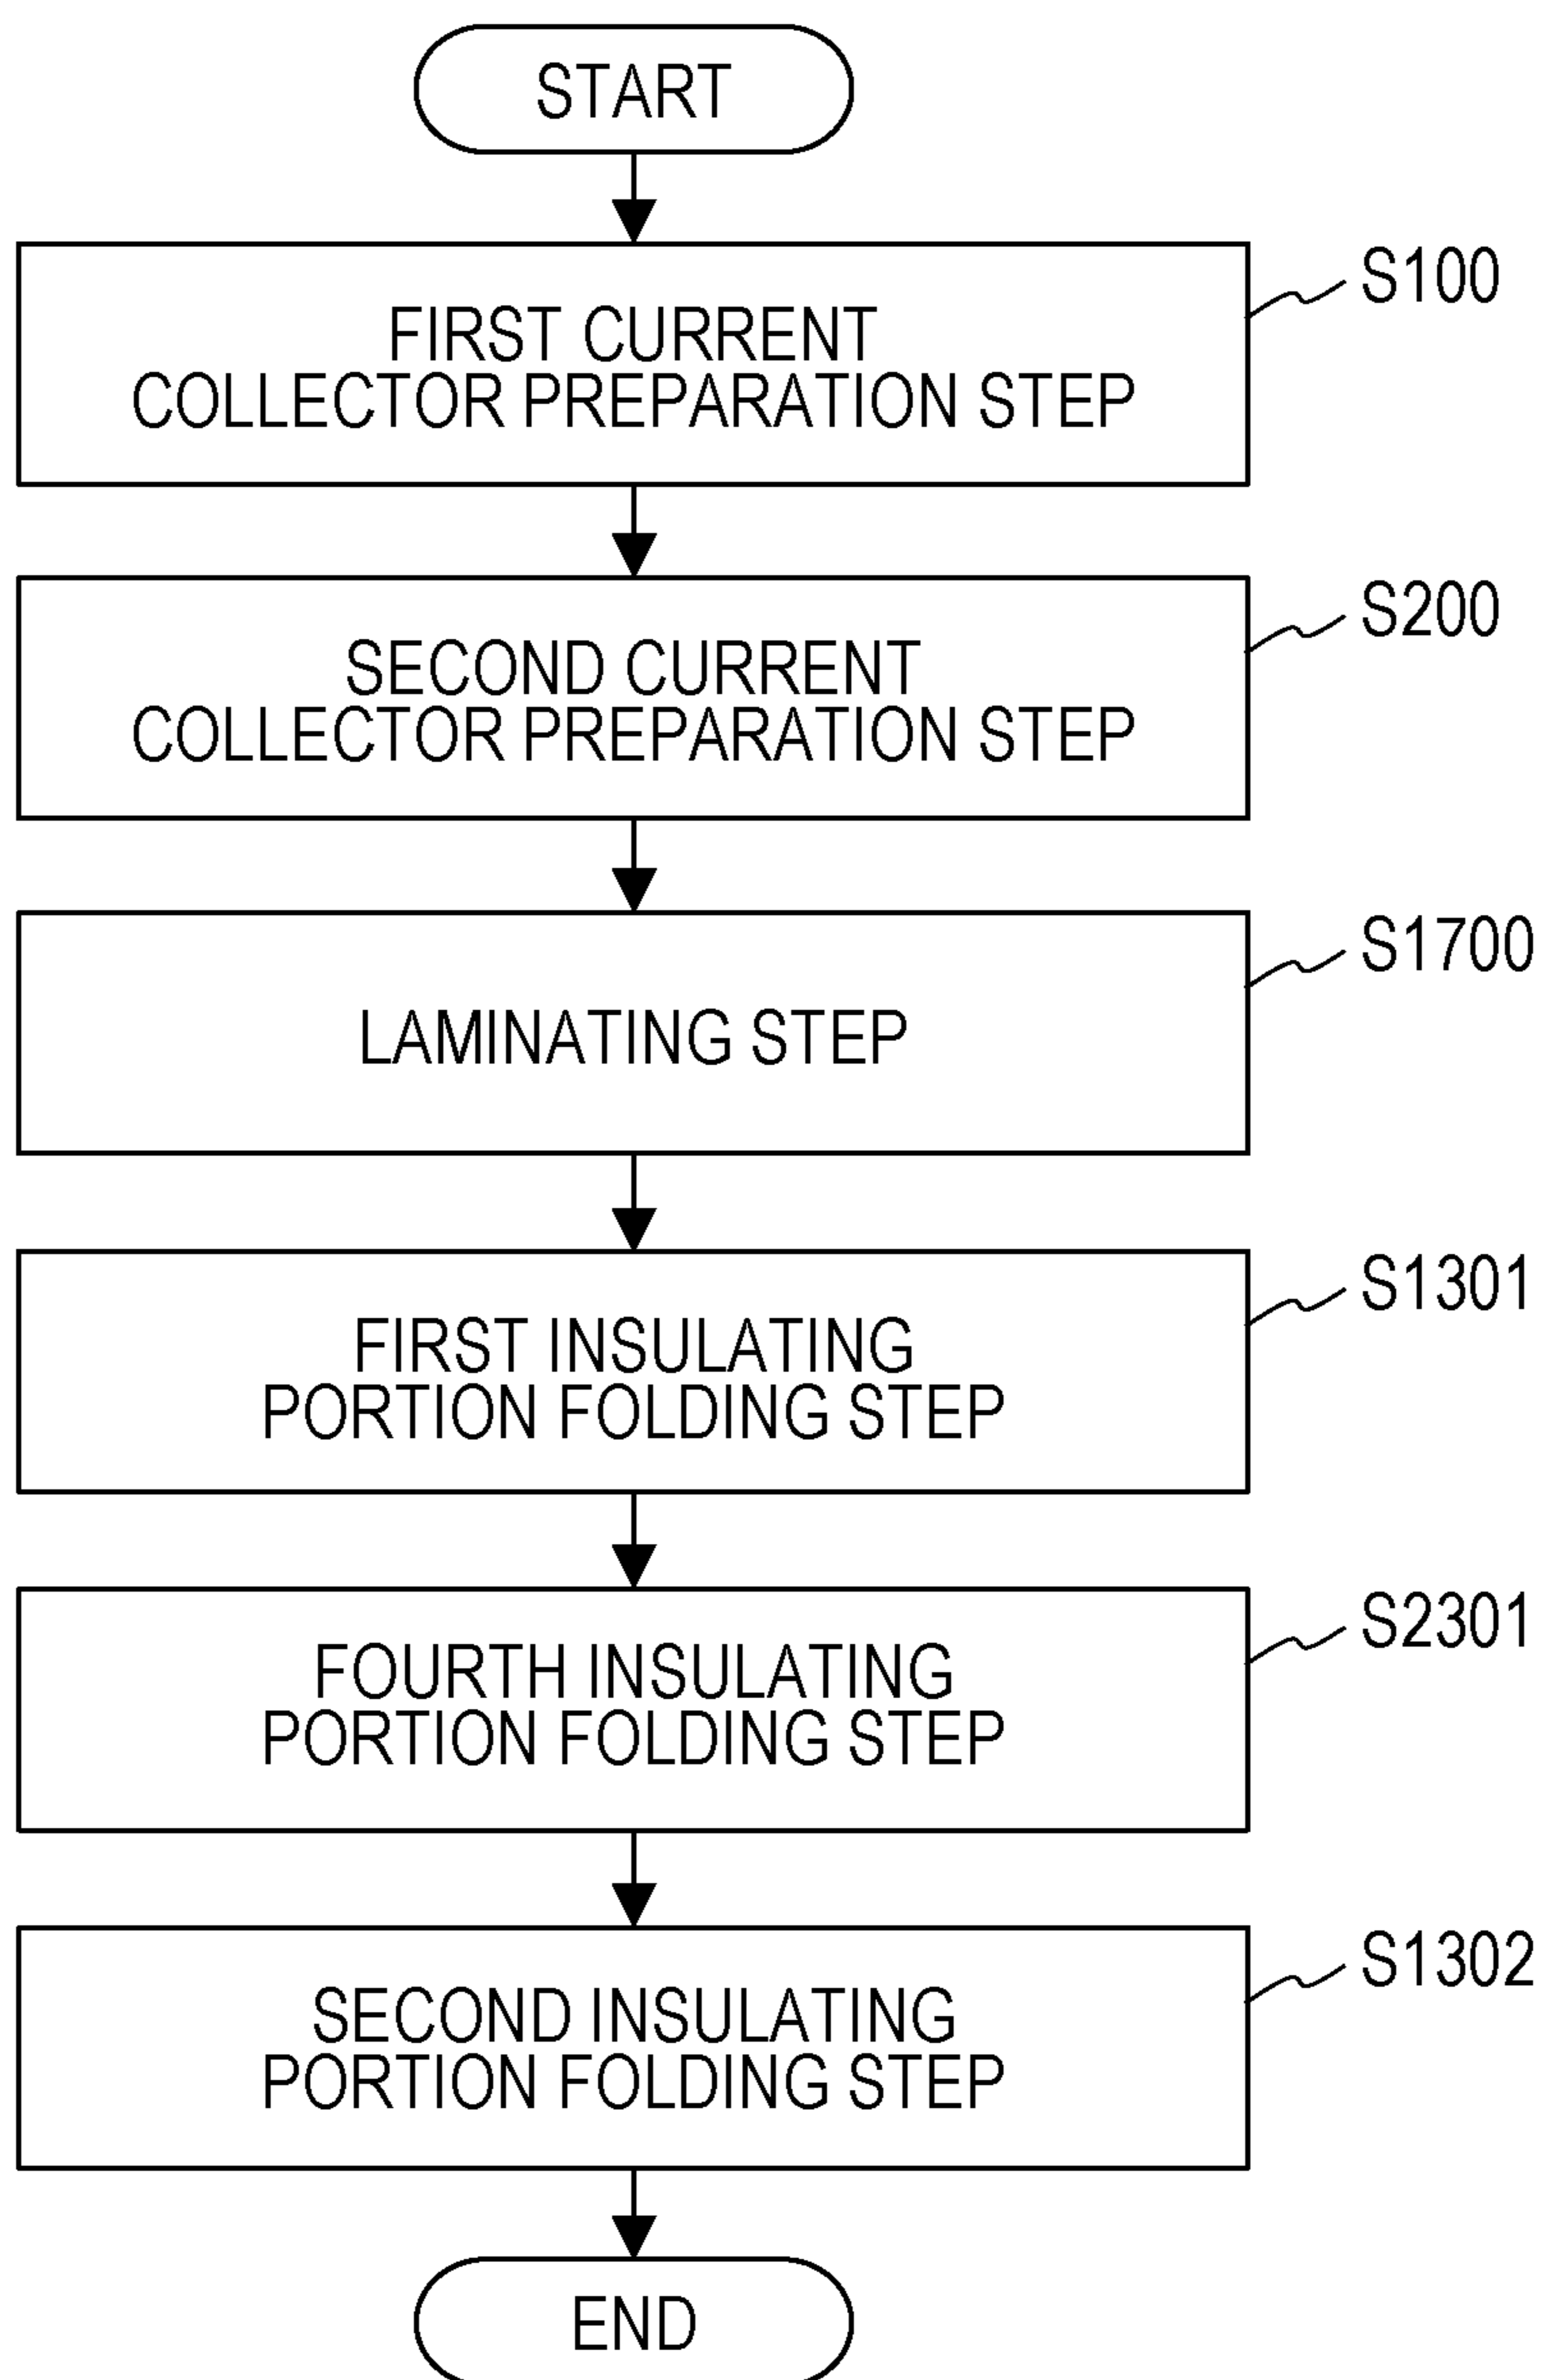 START
S100
FIRST CURRENT
COLLECTOR PREPARATION STEP
S200
SECOND CURRENT
COLLECTOR PREPARATION STEP
S1700
LAMINATING STEP
S1301
FIRST INSULATING
PORTION FOLDING STEP
S2301
FOURTH INSULATING
PORTION FOLDING STEP
S1302
SECOND INSULATING
PORTION FOLDING STEP
END